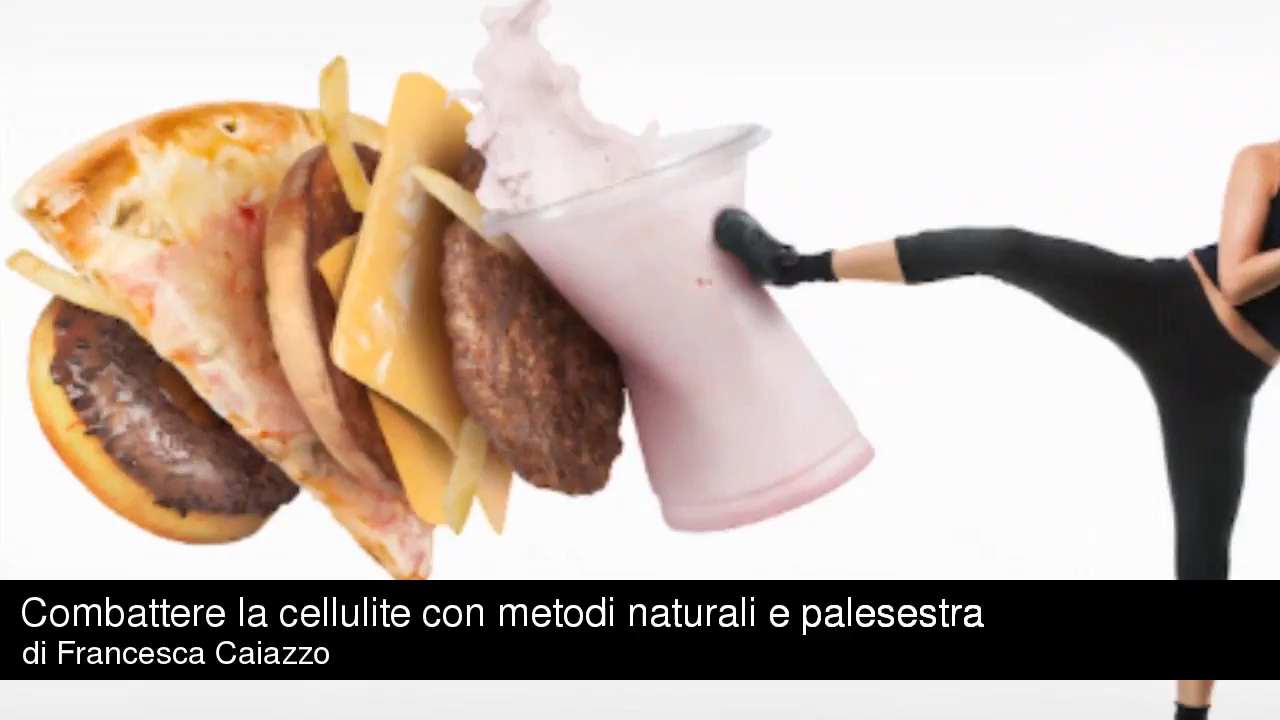 Combattere la cellulite con metodi naturali e palesestra
di Francesca Caiazzo